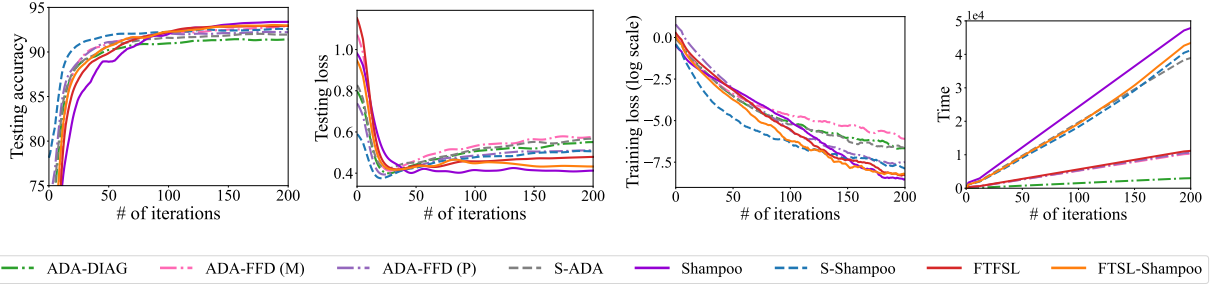 Testing accuracy
95
90
85
80
75
0 50 100 150 200
# of iterations
Testing loss
1.0
0.8
0.6
0.4
0 50 100 150 200
# of iterations
Training loss (log scale)
0.0
−2.5
−5.0
−7.5
0 50 100 150 200
# of iterations
1e4
Time
5
4
3
2
1
0
0 50 100 150 200
# of iterations
ADA-DIAG ADA-FFD (M) ADA-FFD (P) S-ADA Shampoo S-Shampoo FTFSL FTSL-Shampoo